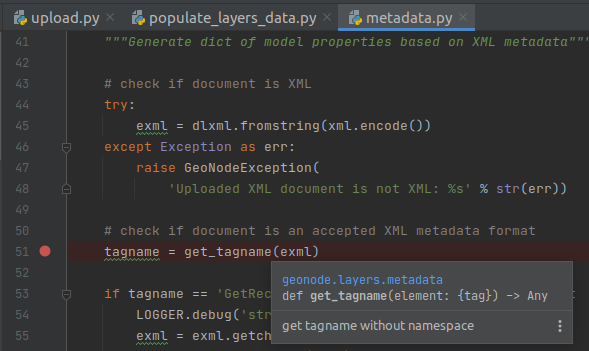 upload.py × populate_layers_data.py × metadata.py ×
41 """Generate dict of model properties based on XML metadata"""
42
43 # check if document is XML
44 try:
45 exml = dlxml.fromstring(xml.encode())
46 except Exception as err:
47 raise GeoNodeException(
48 'Uploaded XML document is not XML: %s' % str(err))
49
50 # check if document is an accepted XML metadata format
51 tagname = get_tagname(exml)
52
geonode.layers.metadata
53 if tagname == 'GetRec
def get_tagname(element: {tag}) -> Any
54 LOGGER.debug('str
get tagname without namespace
55 exml = exml.getch